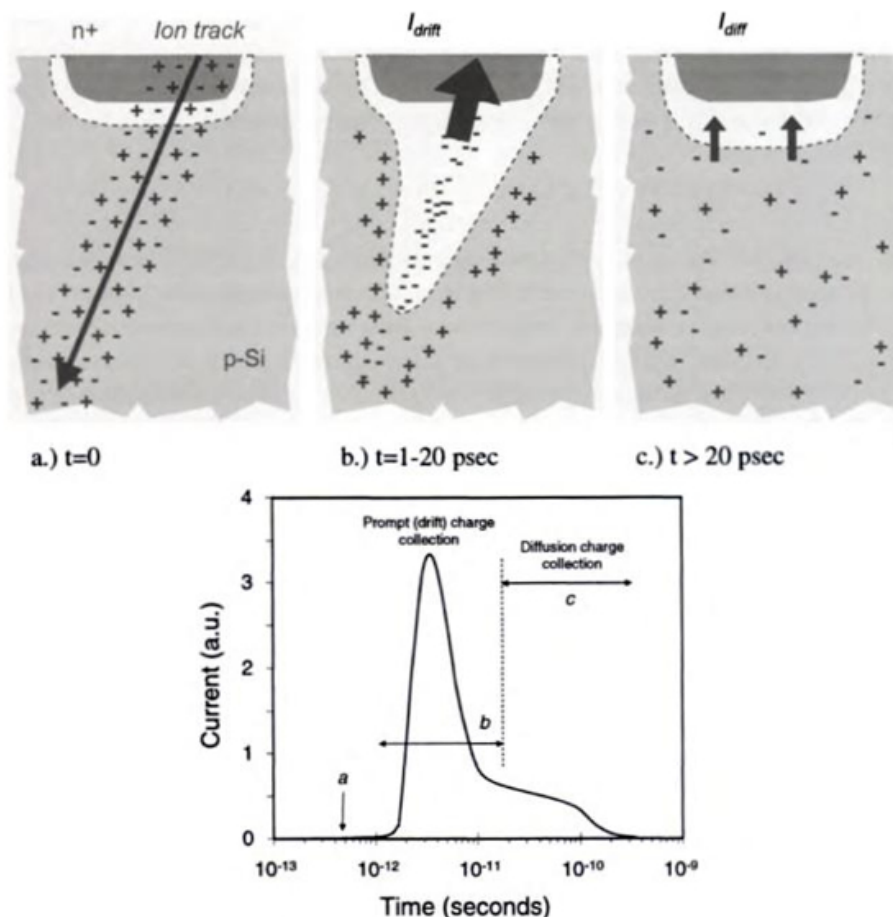 n+ Ion track
I_drift
I_diff
p-Si
a.) t=0
b.) t=1-20 psec
c.) t > 20 psec
4
Prompt (drift) charge
collection
Diffusion charge
collection
c
3
2
b
1
a
0
Current (a.u.)
10^-13 10^-12 10^-11 10^-10 10^-9
Time (seconds)